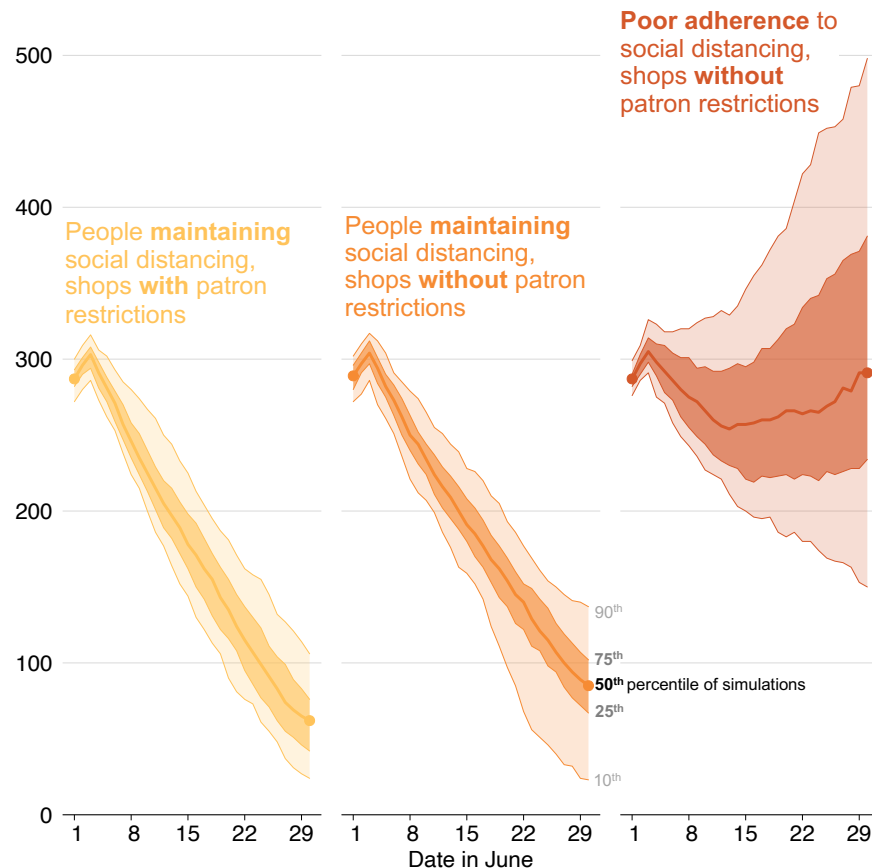 Poor adherence to
social distancing,
shops without
patron restrictions
People maintaining
social distancing,
shops with patron
restrictions
People maintaining
social distancing,
shops without patron
restrictions
500
400
300
200
100
0
90th
75th
50th percentile of simulations
25th
10th
1 8 15 22 29
1 8 15 22 29
1 8 15 22 29
Date in June